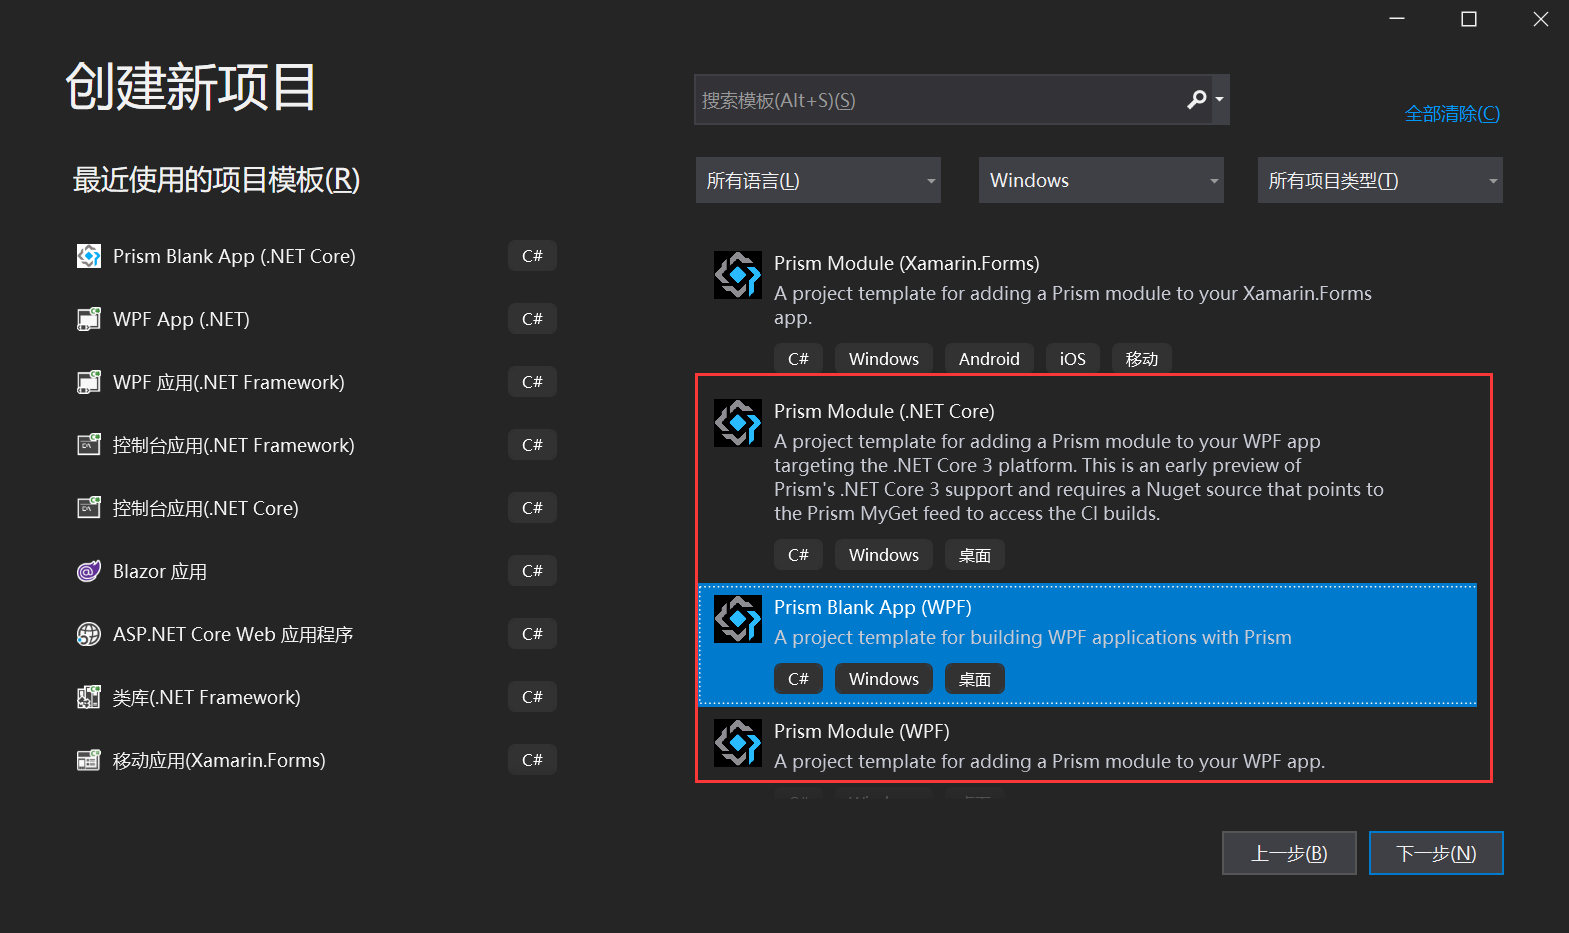 创建新项目
搜索模板(Alt+S)(S)
全部清除(C)
最近使用的项目模板(R)
所有语言(L)
Windows
所有项目类型(T)
Prism Blank App (.NET Core)
C#
WPF App (.NET)
C#
WPF 应用(.NET Framework)
C#
控制台应用(.NET Framework)
C#
控制台应用(.NET Core)
C#
Blazor 应用
C#
ASP.NET Core Web 应用程序
C#
类库(.NET Framework)
C#
移动应用(Xamarin.Forms)
C#
Prism Module (Xamarin.Forms)
A project template for adding a Prism module to your Xamarin.Forms
app.
C# Windows Android iOS 移动
Prism Module (.NET Core)
A project template for adding a Prism module to your WPF app
targeting the .NET Core 3 platform. This is an early preview of
Prism's .NET Core 3 support and requires a Nuget source that points to
the Prism MyGet feed to access the CI builds.
C# Windows 桌面
Prism Blank App (WPF)
A project template for building WPF applications with Prism
C# Windows 桌面
Prism Module (WPF)
A project template for adding a Prism module to your WPF app.
上一步(B)
下一步(N)